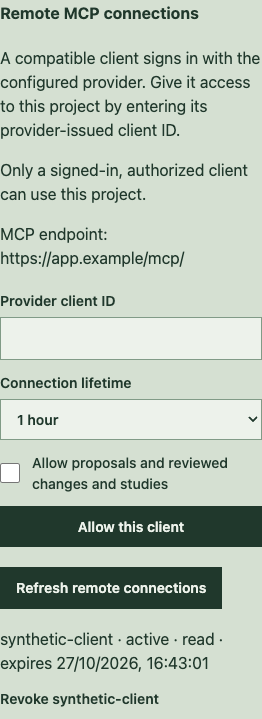 Remote MCP connections
A compatible client signs in with the
configured provider. Give it access
to this project by entering its
provider-issued client ID.
Only a signed-in, authorized client
can use this project.
MCP endpoint:
https://app.example/mcp/
Provider client ID
Connection lifetime
1 hour
Allow proposals and reviewed
changes and studies
Allow this client
Refresh remote connections
synthetic-client · active · read ·
expires 27/10/2026, 16:43:01
Revoke synthetic-client